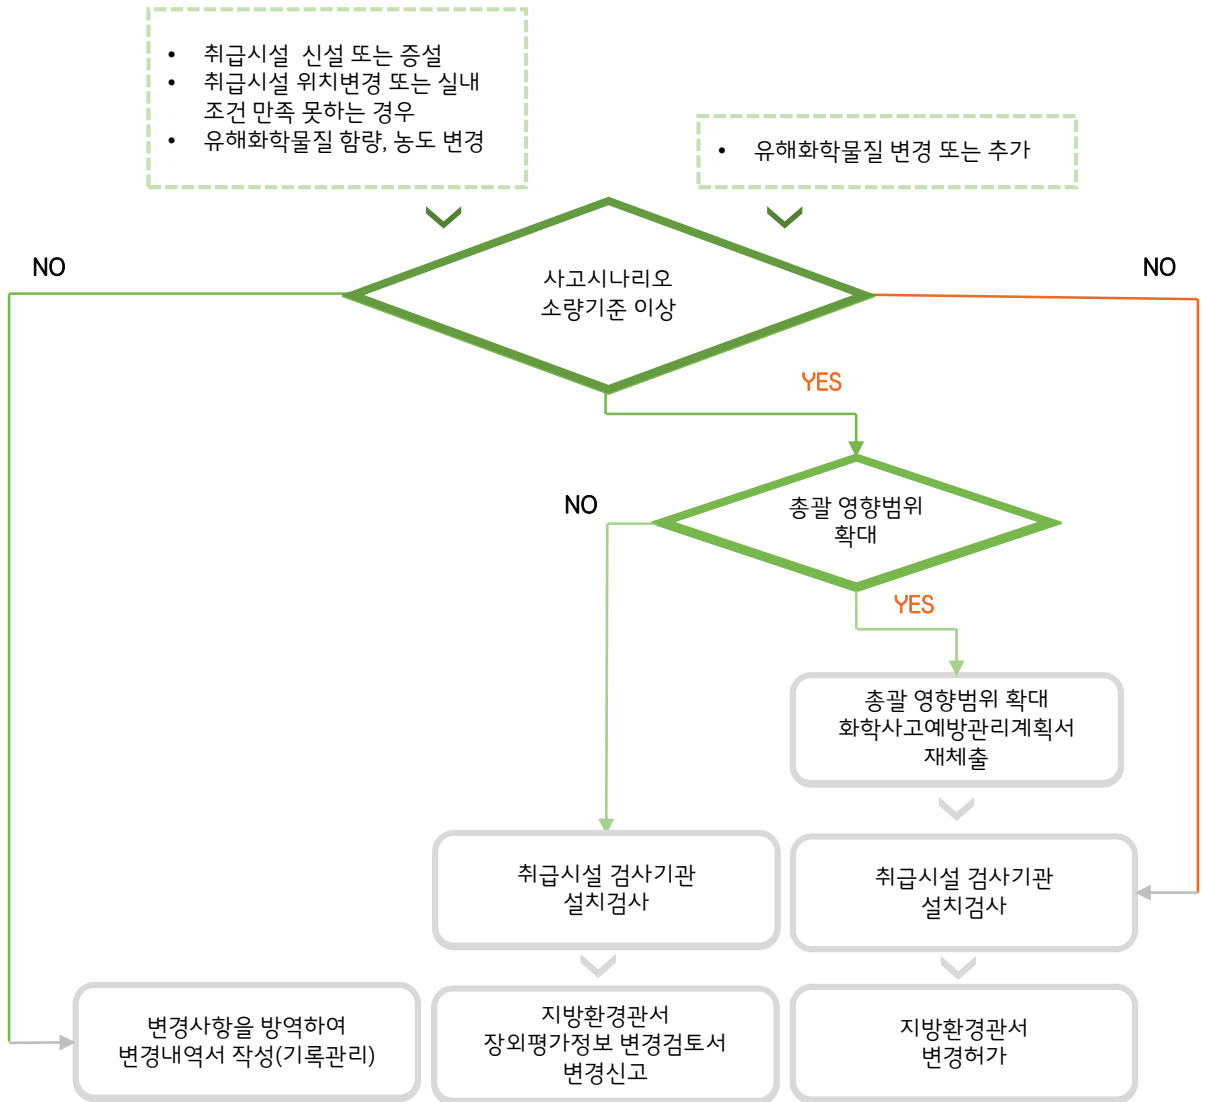 • 취급시설 신설 또는 증설
• 취급시설 위치변경 또는 실내
조건 만족 못하는 경우
• 유해화학물질 함량, 농도 변경
• 유해화학물질 변경 또는 추가
NO
NO
사고시나리오
소량기준 이상
YES
NO
총괄 영향범위
확대
YES
총괄 영향범위 확대
화학사고예방관리계획서
재체출
취급시설 검사기관
설치검사
취급시설 검사기관
설치검사
변경사항을 방역하여
변경내역서 작성(기록관리)
지방환경관서
장외평가정보 변경검토서
변경신고
지방환경관서
변경허가